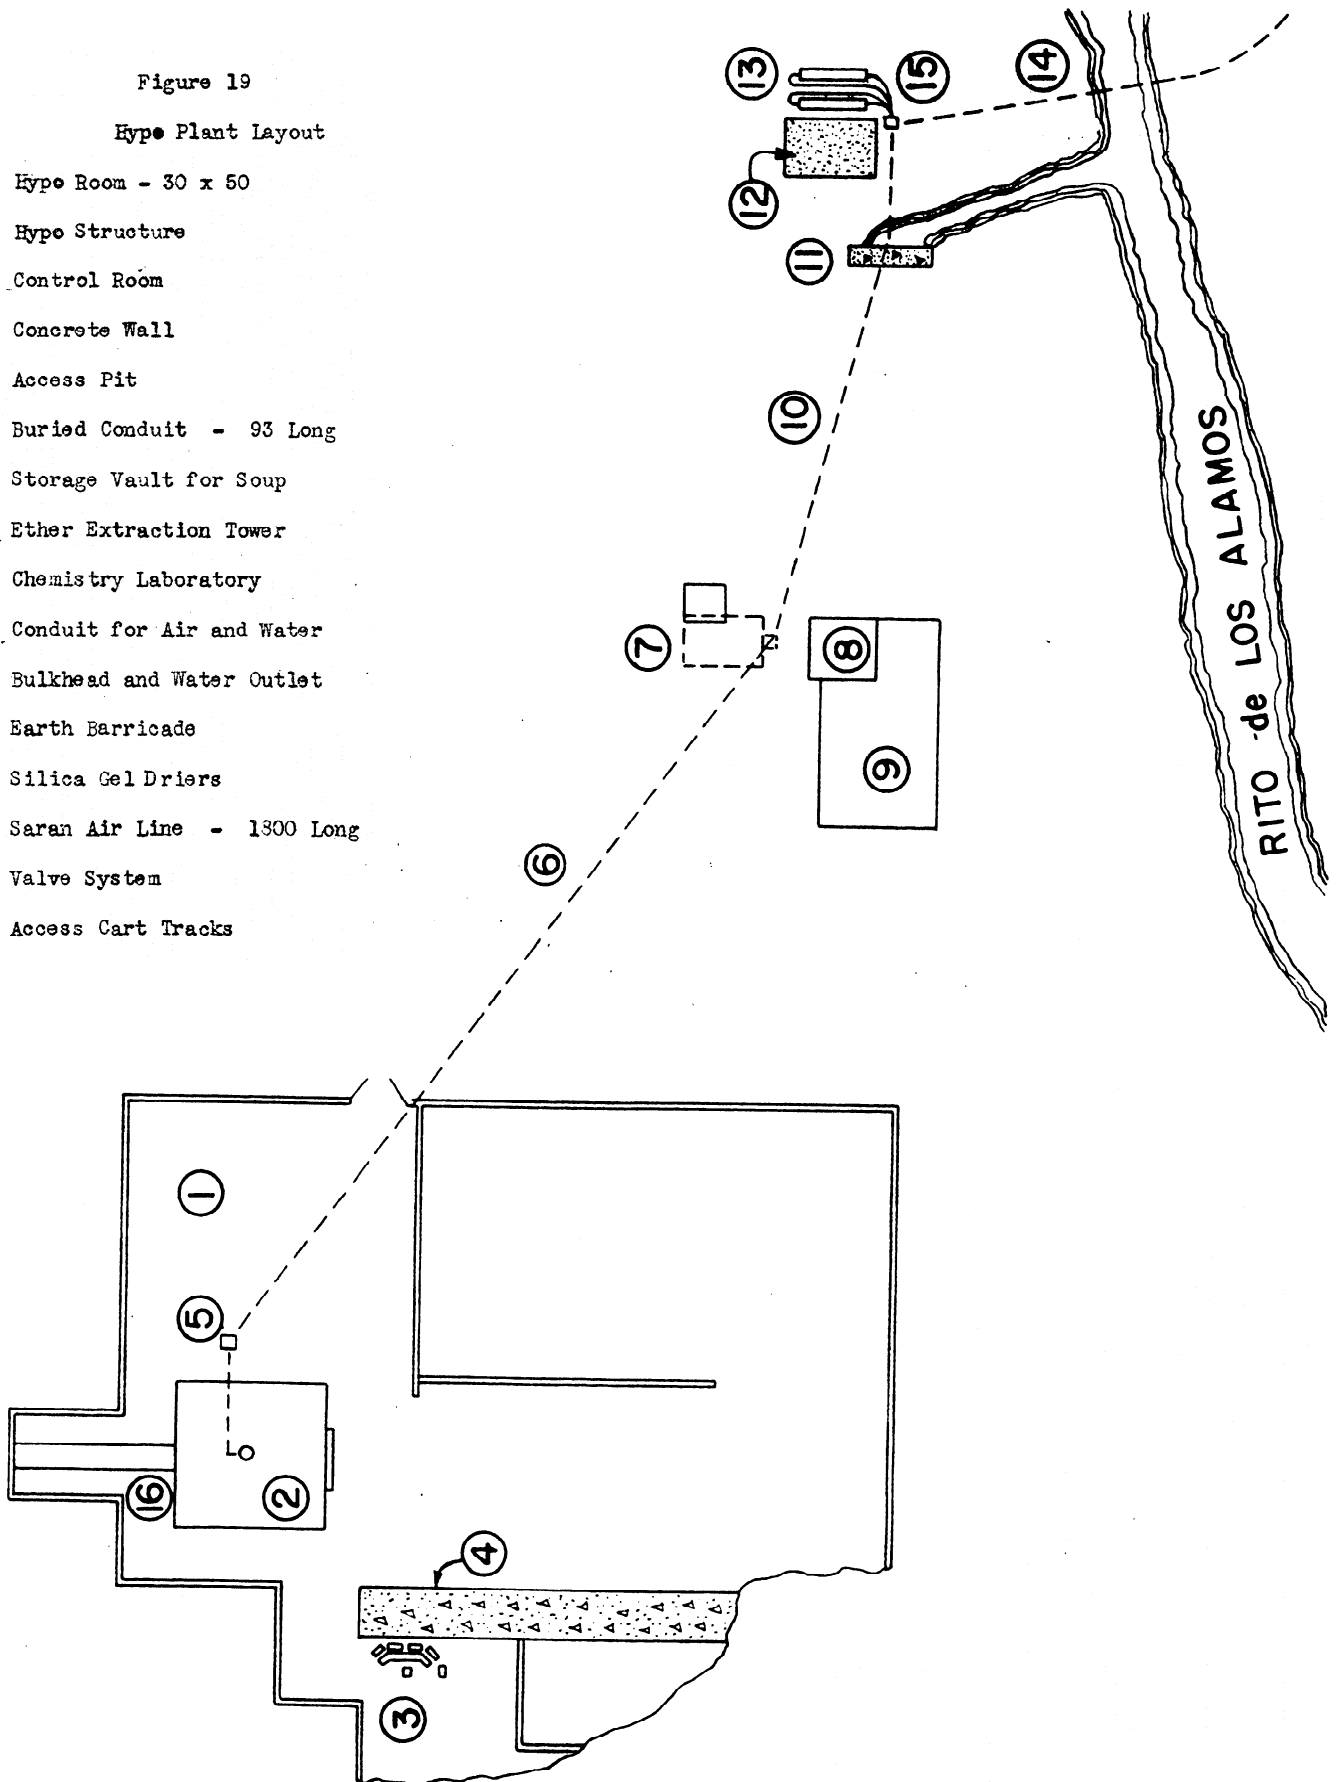 Figure 19
Hypo Plant Layout
Hypo Room - 30 x 50
Hypo Structure
Control Room
Concrete Wall
Access Pit
Buried Conduit - 93 Long
Storage Vault for Soup
Ether Extraction Tower
Chemistry Laboratory
Conduit for Air and Water
Bulkhead and Water Outlet
Earth Barricade
Silica Gel Driers
Saran Air Line - 1300 Long
Valve System
Access Cart Tracks
13
15
14
12
11
10
7
8
9
6
RITO de LOS ALAMOS
1
5
16
2
4
3